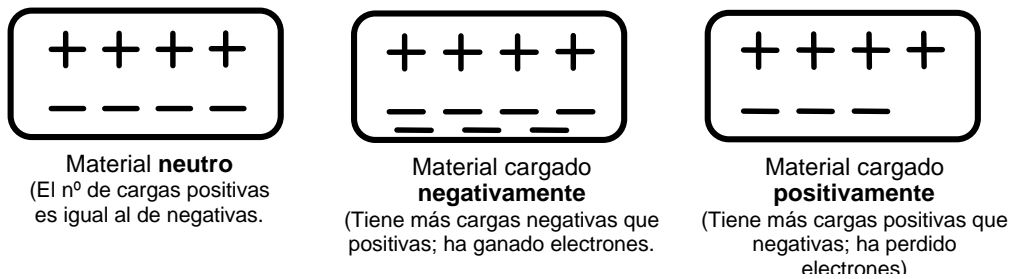 + + + +
— — — —
Material neutro
(El nº de cargas positivas
es igual al de negativas.
+ + + +
— — — —
— — —
Material cargado
negativamente
(Tiene más cargas negativas que
positivas; ha ganado electrones.
+ + + +
— — —
Material cargado
positivamente
(Tiene más cargas positivas que
negativas; ha perdido
electrones)